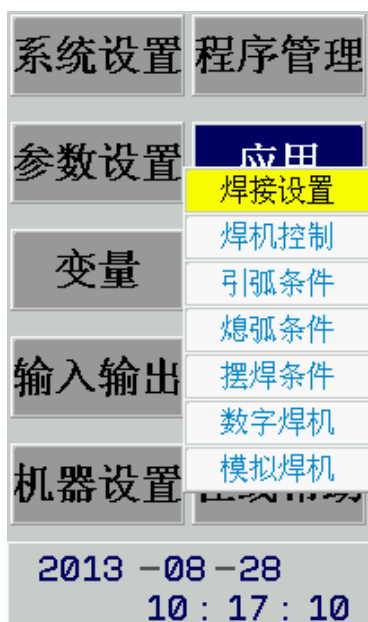 系统设置 程序管理
参数设置 应用
焊接设置
焊机控制
变量
引弧条件
熄弧条件
输入输出
摆焊条件
数字焊机
机器设置
模拟焊机
2013-08-28
10:17:10